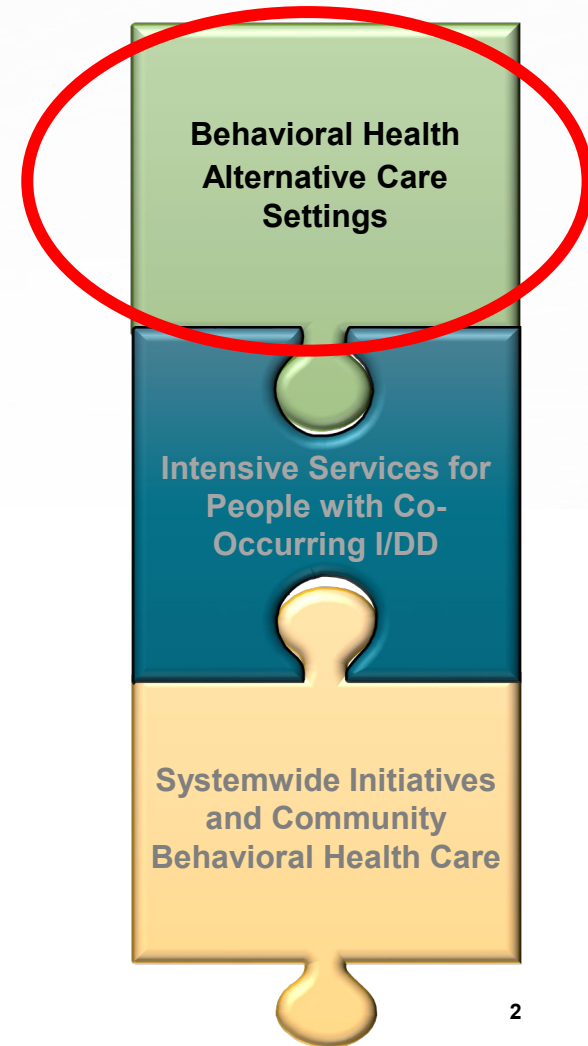 Behavioral Health
Alternative Care
Settings
Intensive Services for
People with Co-
Occurring I/DD
Systemwide Initiatives
and Community
Behavioral Health Care
2